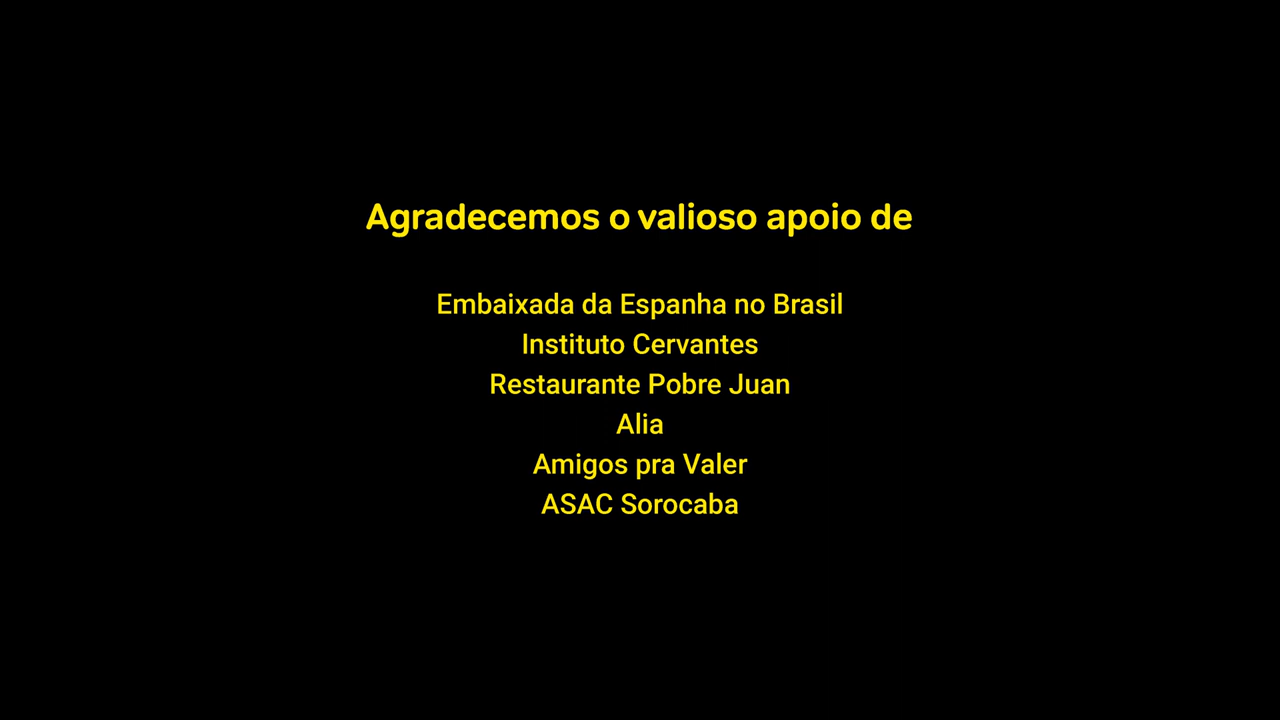 Agradecemos o valioso apoio de
Embaixada da Espanha no Brasil
Instituto Cervantes
Restaurante Pobre Juan
Alia
Amigos pra Valer
ASAC Sorocaba